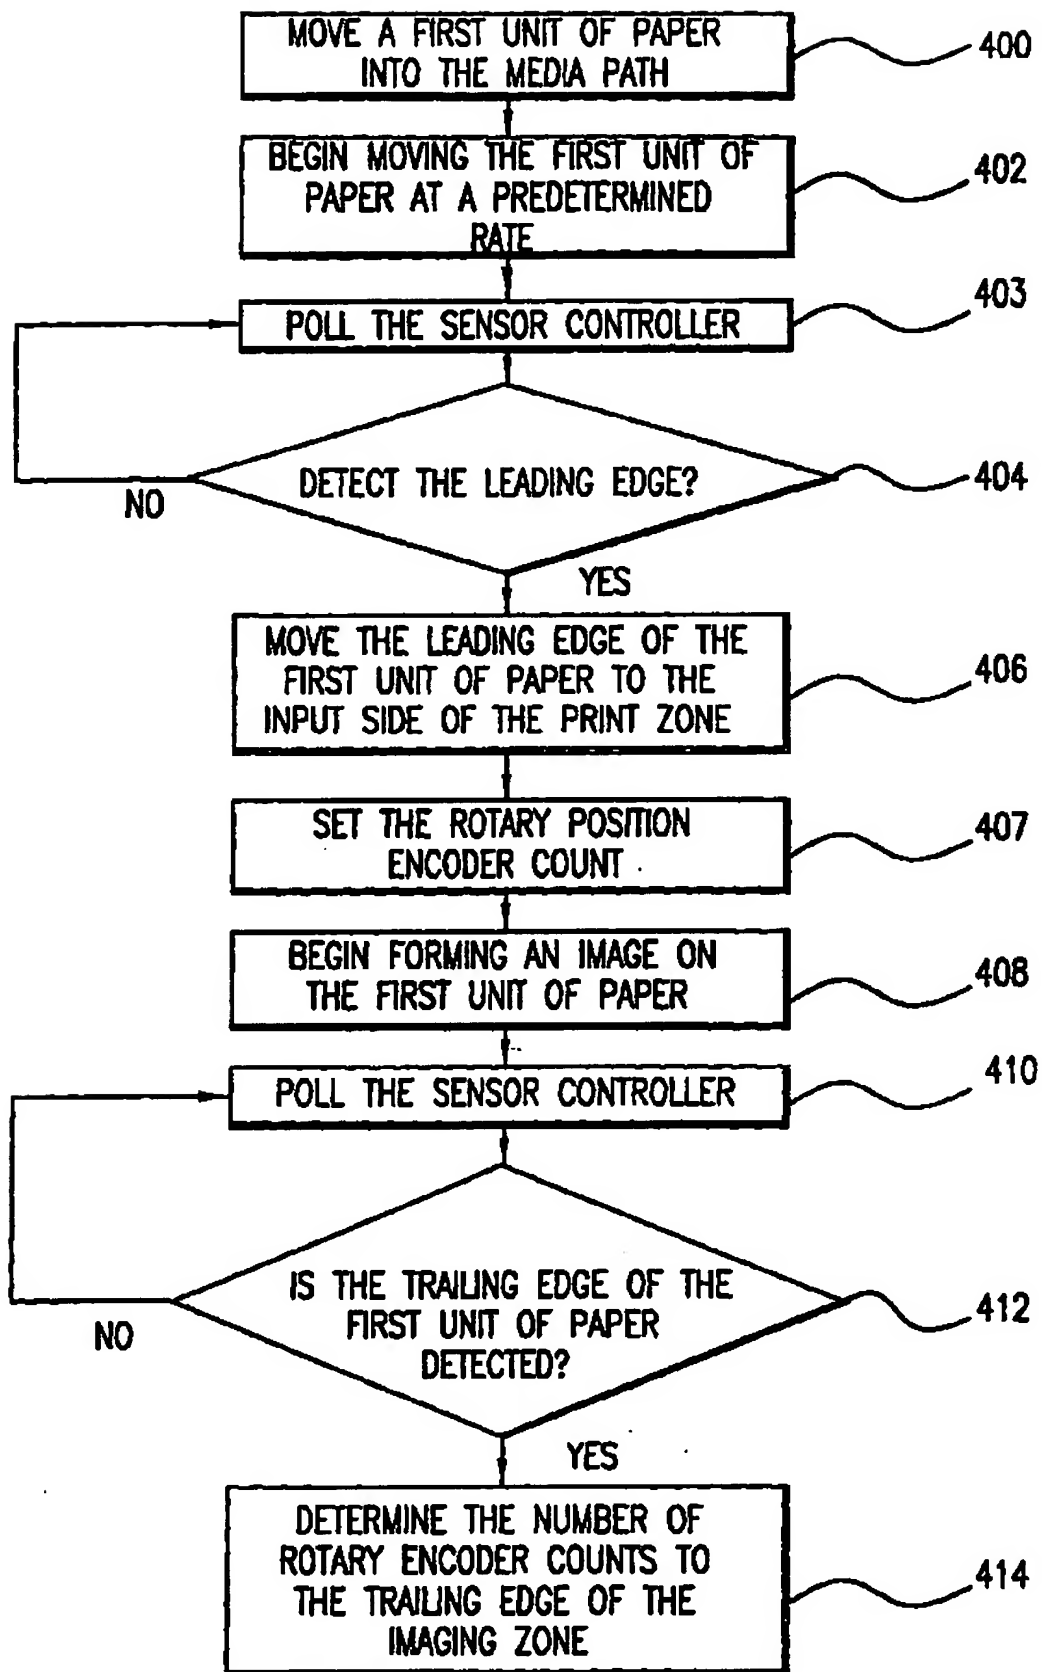 MOVE A FIRST UNIT OF PAPER
INTO THE MEDIA PATH
400
BEGIN MOVING THE FIRST UNIT OF
PAPER AT A PREDETERMINED
RATE
402
POLL THE SENSOR CONTROLLER
403
DETECT THE LEADING EDGE?
404
NO
YES
MOVE THE LEADING EDGE OF THE
FIRST UNIT OF PAPER TO THE
INPUT SIDE OF THE PRINT ZONE
406
SET THE ROTARY POSITION
ENCODER COUNT
407
BEGIN FORMING AN IMAGE ON
THE FIRST UNIT OF PAPER
408
POLL THE SENSOR CONTROLLER
410
IS THE TRAILING EDGE OF THE
FIRST UNIT OF PAPER
DETECTED?
412
NO
YES
DETERMINE THE NUMBER OF
ROTARY ENCODER COUNTS TO
THE TRAILING EDGE OF THE
IMAGING ZONE
414